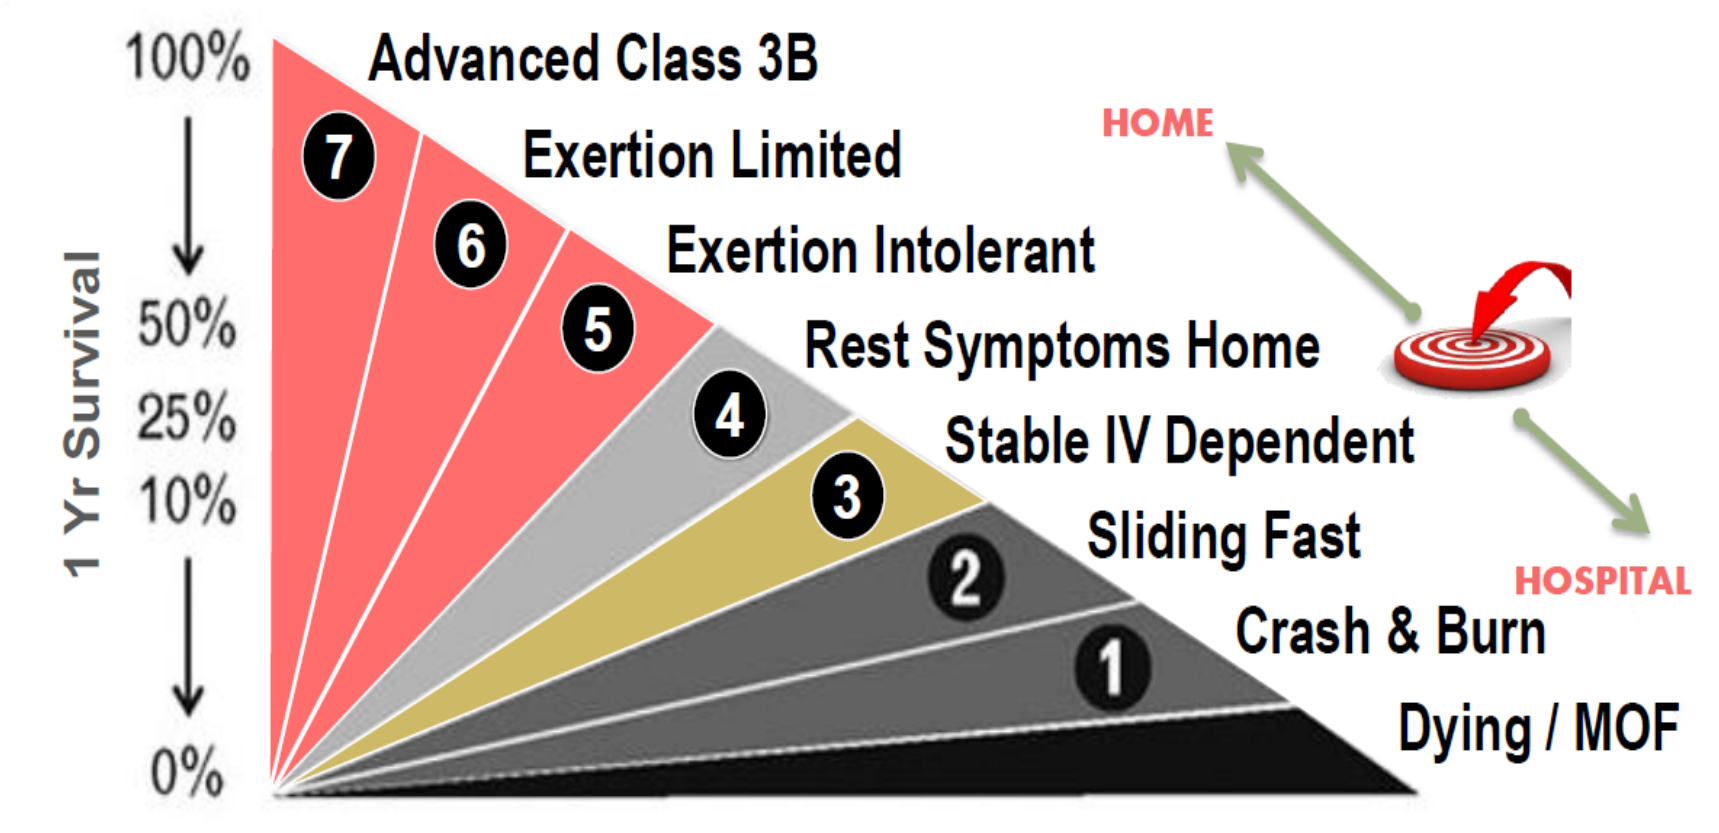 100%
Advanced Class 3B
7
HOME
Exertion Limited
6
Exertion Intolerant
5
50%
Rest Symptoms Home
4
25%
Stable IV Dependent
3
10%
Sliding Fast
2
HOSPITAL
Crash & Burn
1
Dying / MOF
0%
1 Yr Survival